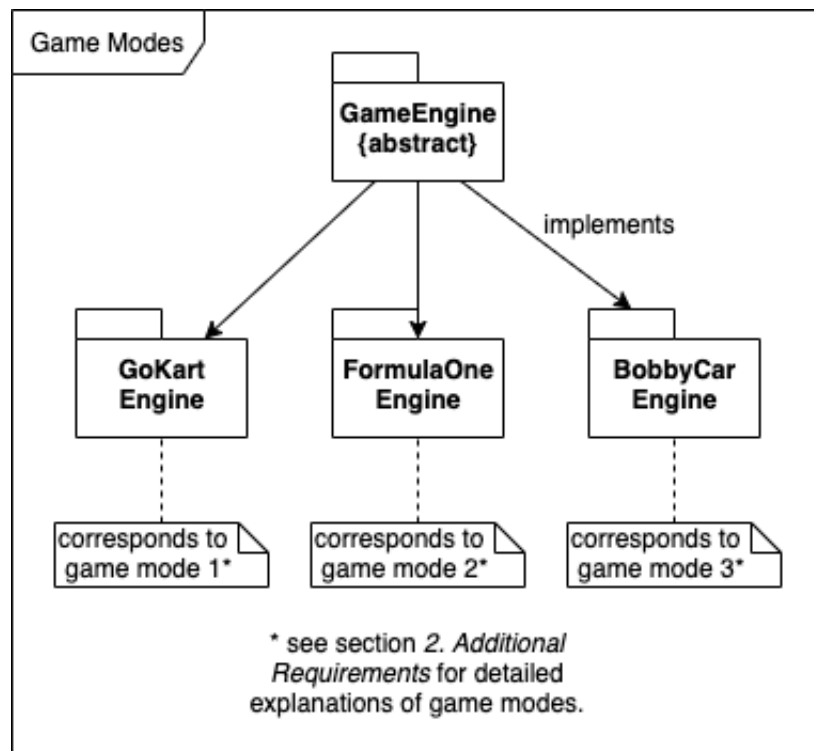 Game Modes
GameEngine
{abstract}
implements
GoKart
Engine
FormulaOne
Engine
BobbyCar
Engine
corresponds to
game mode 1*
corresponds to
game mode 2*
corresponds to
game mode 3*
* see section 2. Additional
Requirements for detailed
explanations of game modes.